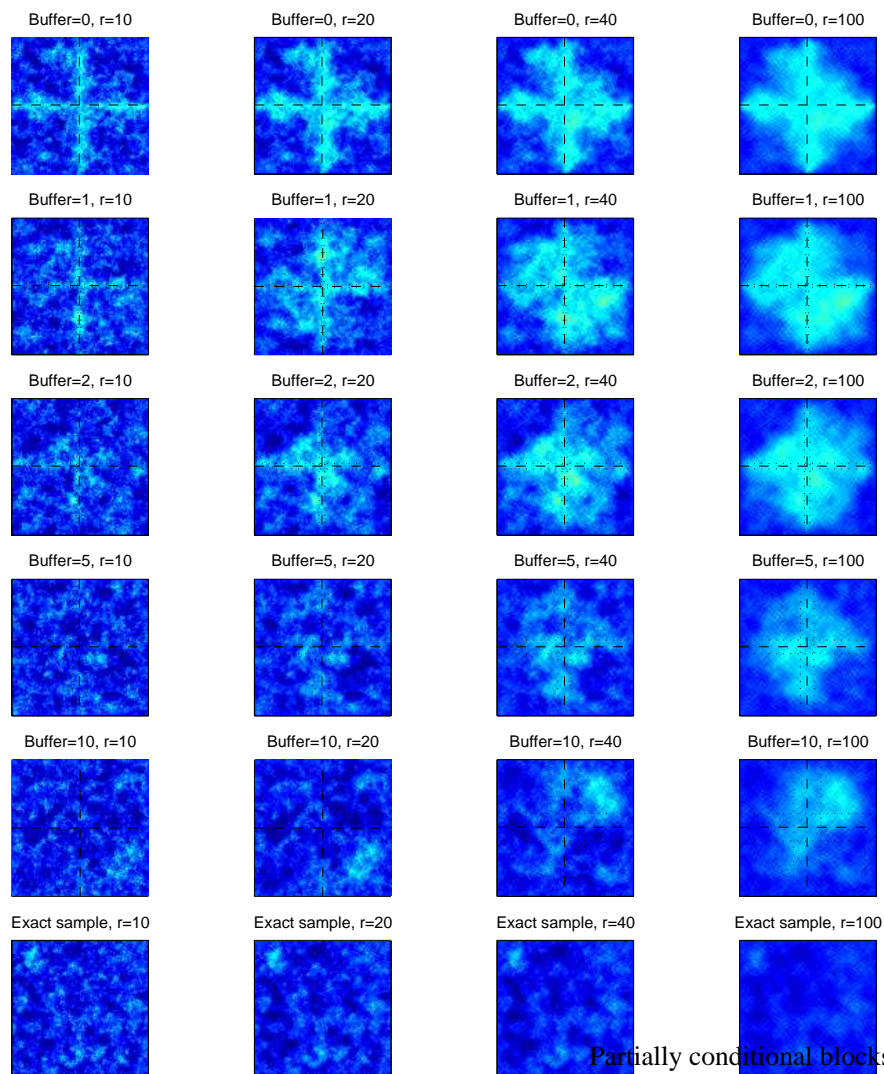 Buffer=0, r=10
Buffer=0, r=20
Buffer=0, r=40
Buffer=0, r=100
Buffer=1, r=10
Buffer=1, r=20
Buffer=1, r=40
Buffer=1, r=100
Buffer=2, r=10
Buffer=2, r=20
Buffer=2, r=40
Buffer=2, r=100
Buffer=5, r=10
Buffer=5, r=20
Buffer=5, r=40
Buffer=5, r=100
Buffer=10, r=10
Buffer=10, r=20
Buffer=10, r=40
Buffer=10, r=100
Exact sample, r=10
Exact sample, r=20
Exact sample, r=40
Exact sample, r=100
Partially conditional blocks